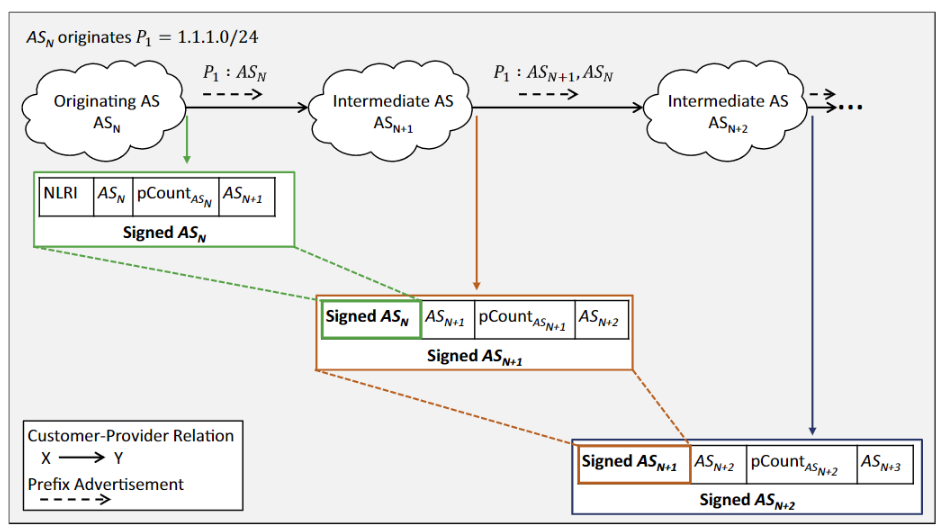 AS_N originates P_1 = 1.1.1.0/24
P_1 : AS_N
P_1 : AS_{N+1}, AS_N
Originating AS
AS_N
Intermediate AS
AS_{N+1}
Intermediate AS
AS_{N+2}
...
NLRI AS_N pCount_{AS_N} AS_{N+1}
Signed AS_N
Signed AS_N AS_{N+1} pCount_{AS_{N+1}} AS_{N+2}
Signed AS_{N+1}
Customer-Provider Relation
X Y
Prefix Advertisement
Signed AS_{N+1} AS_{N+2} pCount_{AS_{N+2}} AS_{N+3}
Signed AS_{N+2}